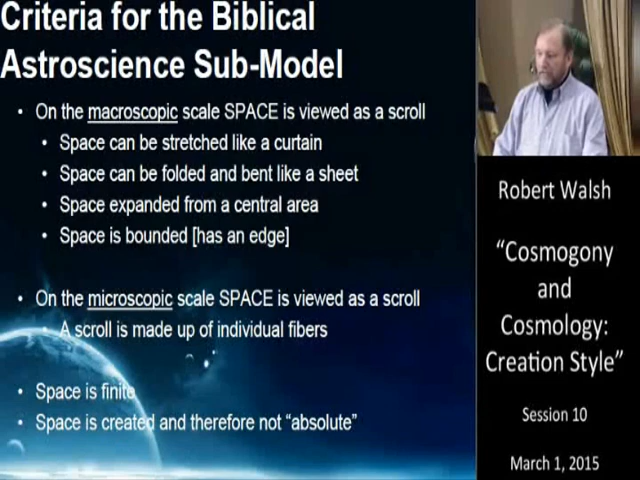 Criteria for the Biblical
Astroscience Sub-Model
• On the macroscopic scale SPACE is viewed as a scroll
• Space can be stretched like a curtain
• Space can be folded and bent like a sheet
• Space expanded from a central area
• Space is bounded [has an edge]
• On the microscopic scale SPACE is viewed as a scroll
• A scroll is made up of individual fibers
• Space is finite
• Space is created and therefore not “absolute”
Robert Walsh
“Cosmogony
and
Cosmology:
Creation Style”
Session 10
March 1, 2015